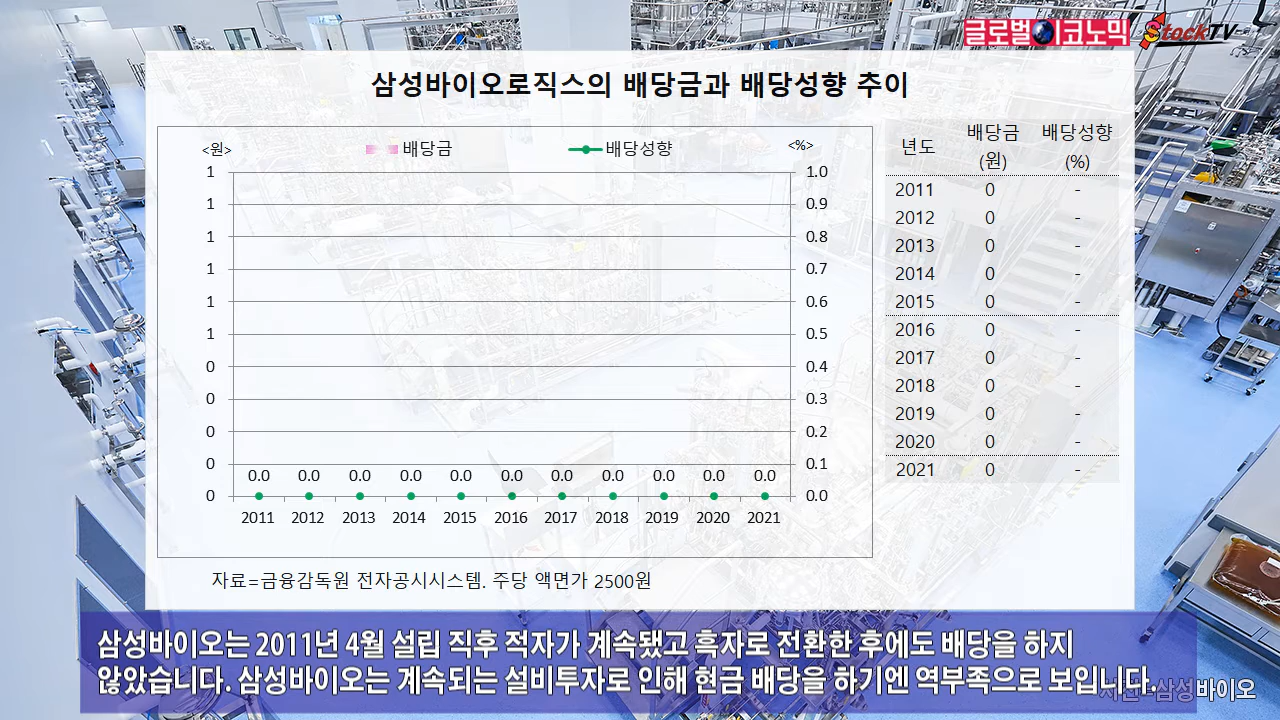 글로벌이코노믹 StockTV
삼성바이오로직스의 배당금과 배당성향 추이
<원> 배당금 배당성향 <%>
1 1.0
1 0.9
1 0.8
1 0.7
1 0.6
1 0.5
0 0.4
0 0.3
0 0.2
0 0.1
0 0.0
0.0 0.0 0.0 0.0 0.0 0.0 0.0 0.0 0.0 0.0 0.0
2011 2012 2013 2014 2015 2016 2017 2018 2019 2020 2021
년도 배당금 배당성향
(원) (%)
2011 0 -
2012 0 -
2013 0 -
2014 0 -
2015 0 -
2016 0 -
2017 0 -
2018 0 -
2019 0 -
2020 0 -
2021 0 -
자료=금융감독원 전자공시시스템. 주당 액면가 2500원
삼성바이오는 2011년 4월 설립 직후 적자가 계속됐고 흑자로 전환한 후에도 배당을 하지
않았습니다. 삼성바이오는 계속되는 설비투자로 인해 현금 배당을 하기엔 역부족으로 보입니다.
삼성바이오